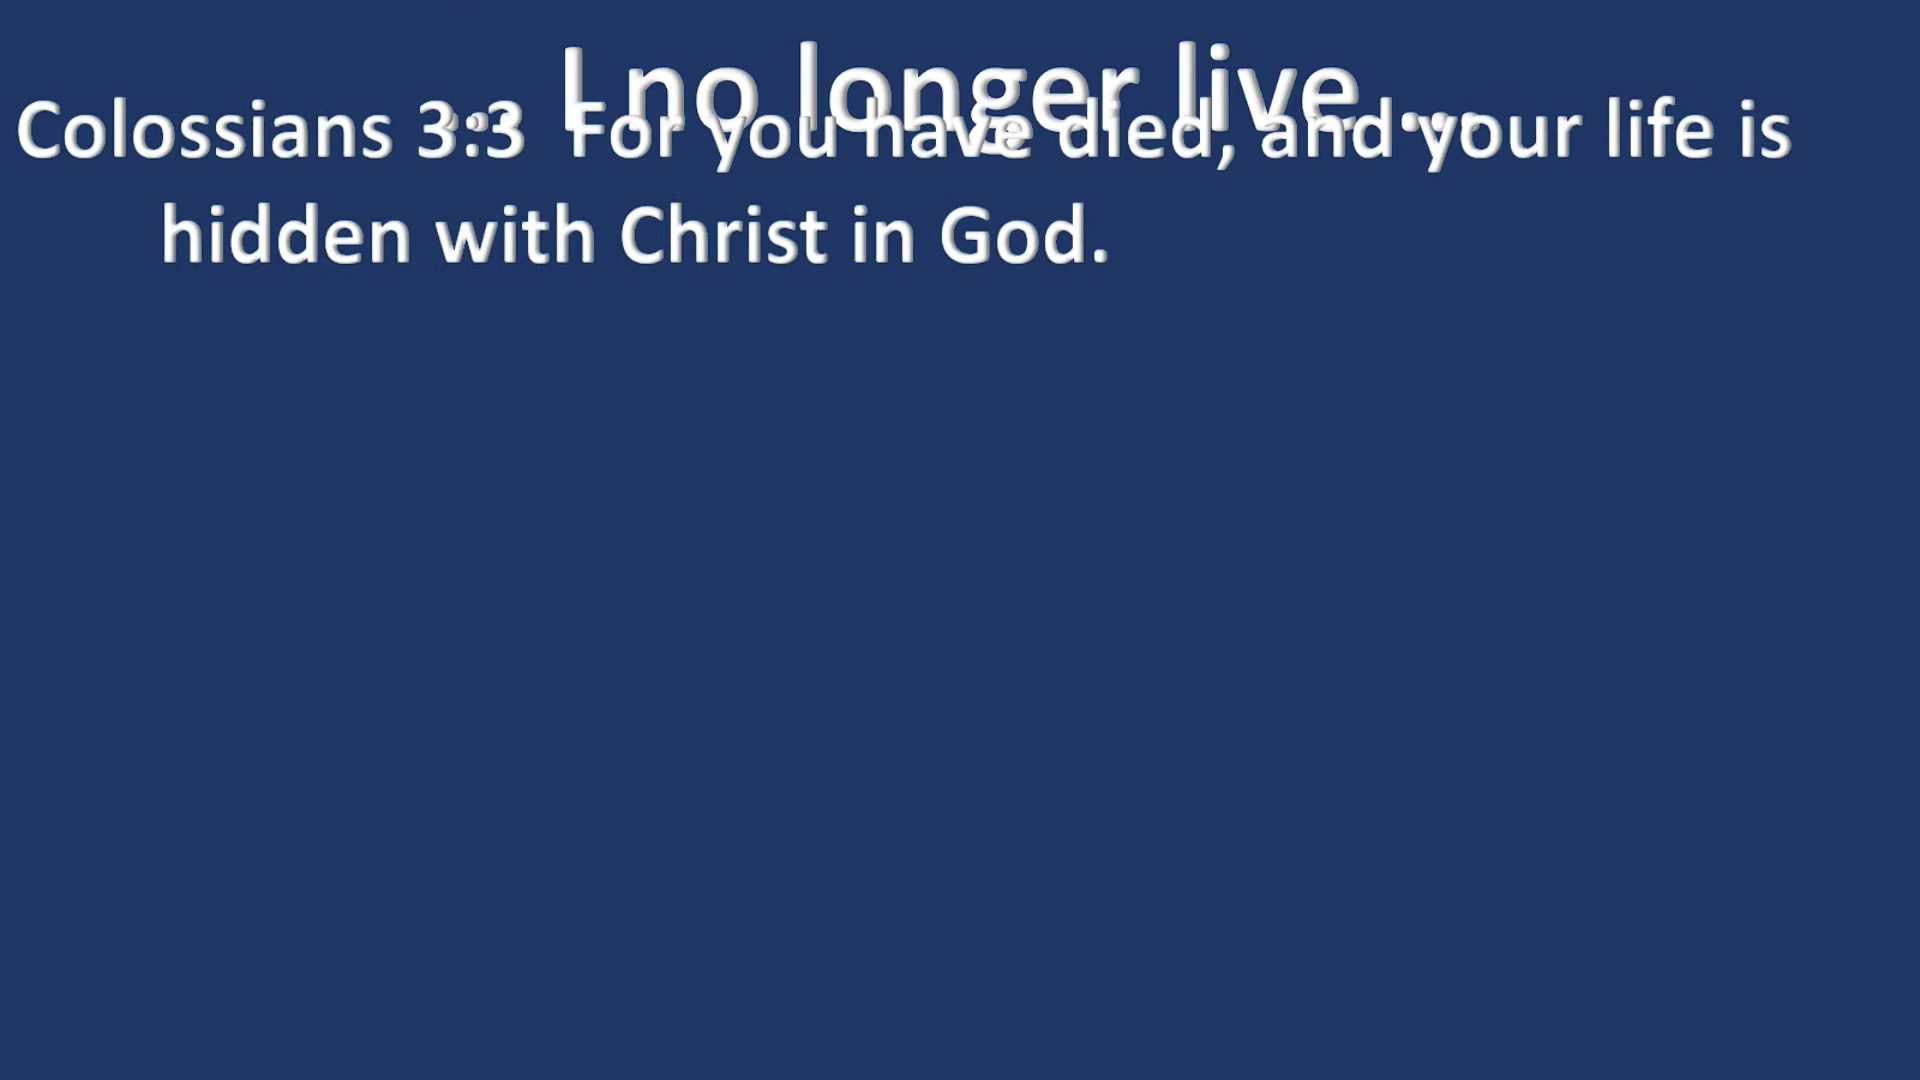 ... I no longer live ...
Colossians 3:3 For you have died, and your life is
hidden with Christ in God.